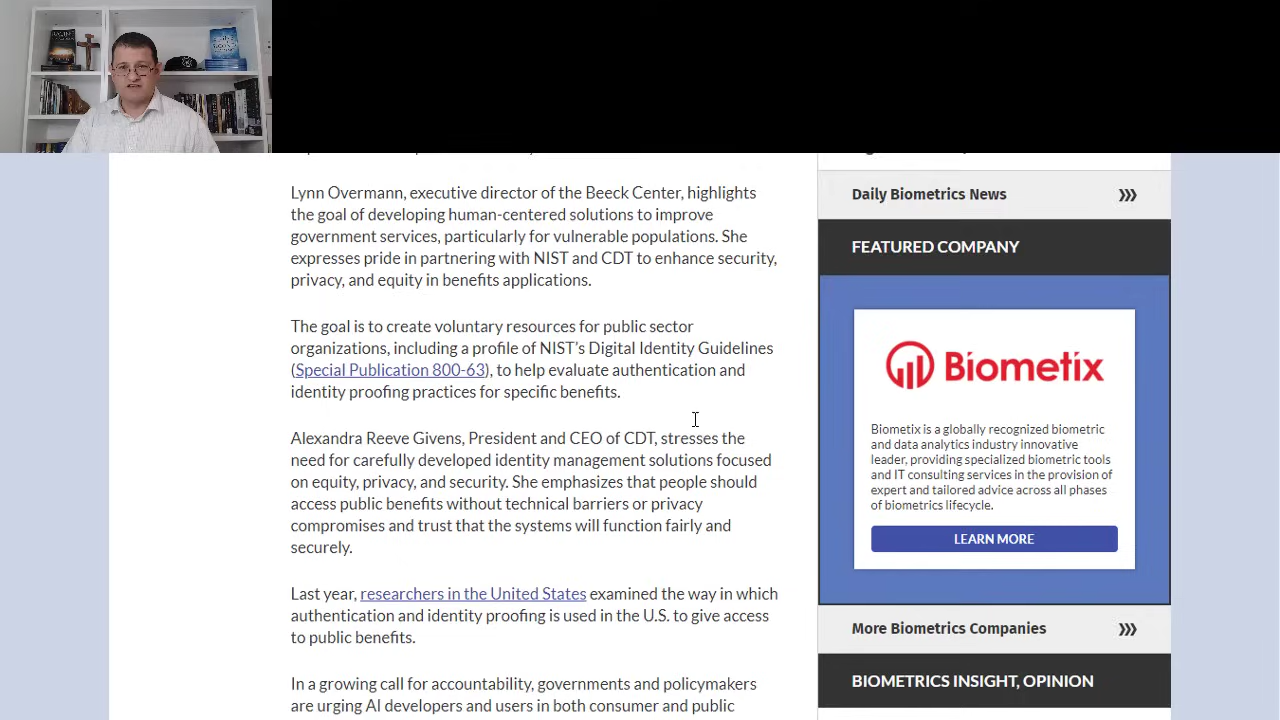 Lynn Overmann, executive director of the Beeck Center, highlights
the goal of developing human-centered solutions to improve
government services, particularly for vulnerable populations. She
expresses pride in partnering with NIST and CDT to enhance security,
privacy, and equity in benefits applications.
The goal is to create voluntary resources for public sector
organizations, including a profile of NIST’s Digital Identity Guidelines
(Special Publication 800-63), to help evaluate authentication and
identity proofing practices for specific benefits.
Alexandra Reeve Givens, President and CEO of CDT, stresses the
need for carefully developed identity management solutions focused
on equity, privacy, and security. She emphasizes that people should
access public benefits without technical barriers or privacy
compromises and trust that the systems will function fairly and
securely.
Last year, researchers in the United States examined the way in which
authentication and identity proofing is used in the U.S. to give access
to public benefits.
In a growing call for accountability, governments and policymakers
are urging AI developers and users in both consumer and public
Daily Biometrics News
FEATURED COMPANY
Biometix
Biometix is a globally recognized biometric
and data analytics industry innovative
leader, providing specialized biometric tools
and IT consulting services in the provision of
expert and tailored advice across all phases
of biometrics lifecycle.
LEARN MORE
More Biometrics Companies
BIOMETRICS INSIGHT, OPINION